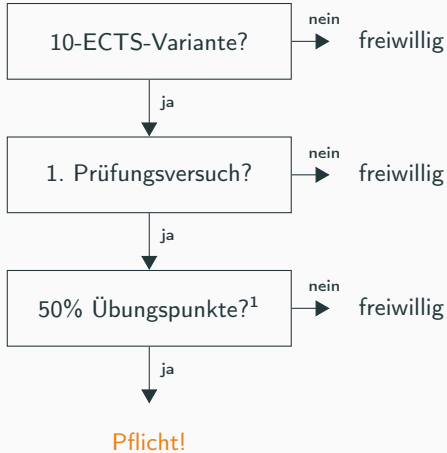 10-ECTS-Variante?
nein
freiwillig
ja
1. Prüfungsversuch?
nein
freiwillig
ja
50% Übungspunkte?¹
nein
freiwillig
ja
Pflicht!